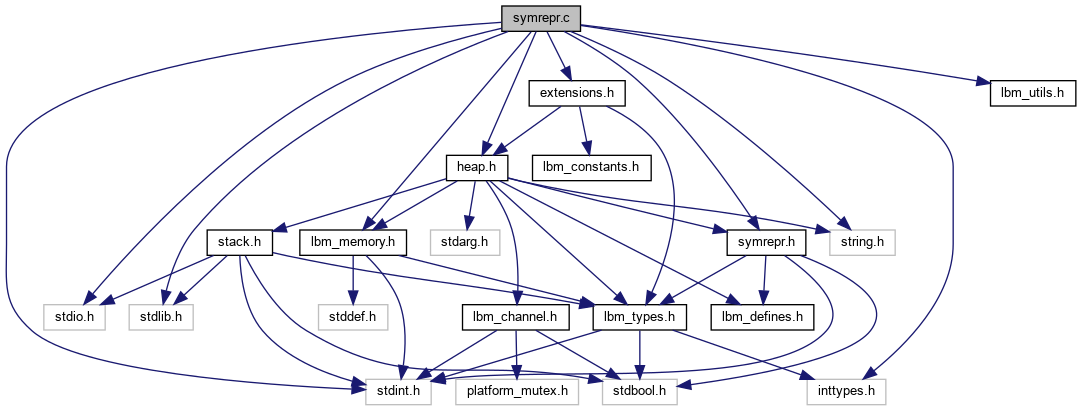 symrepr.c
extensions.h
lbm_utils.h
heap.h
lbm_constants.h
stack.h
lbm_memory.h
stdarg.h
symrepr.h
string.h
stdio.h
stdlib.h
stddef.h
lbm_channel.h
lbm_types.h
lbm_defines.h
stdint.h
platform_mutex.h
stdbool.h
inttypes.h